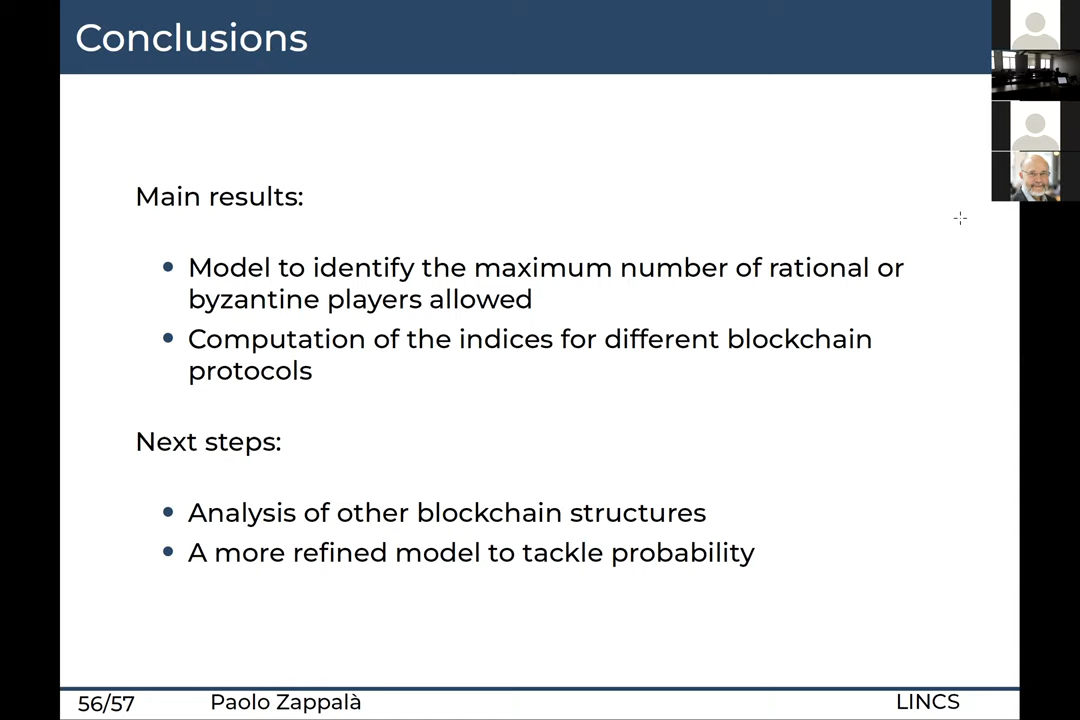 Conclusions
Main results:
• Model to identify the maximum number of rational or
byzantine players allowed
• Computation of the indices for different blockchain
protocols
Next steps:
• Analysis of other blockchain structures
• A more refined model to tackle probability
56/57 Paolo Zappalà LINCS